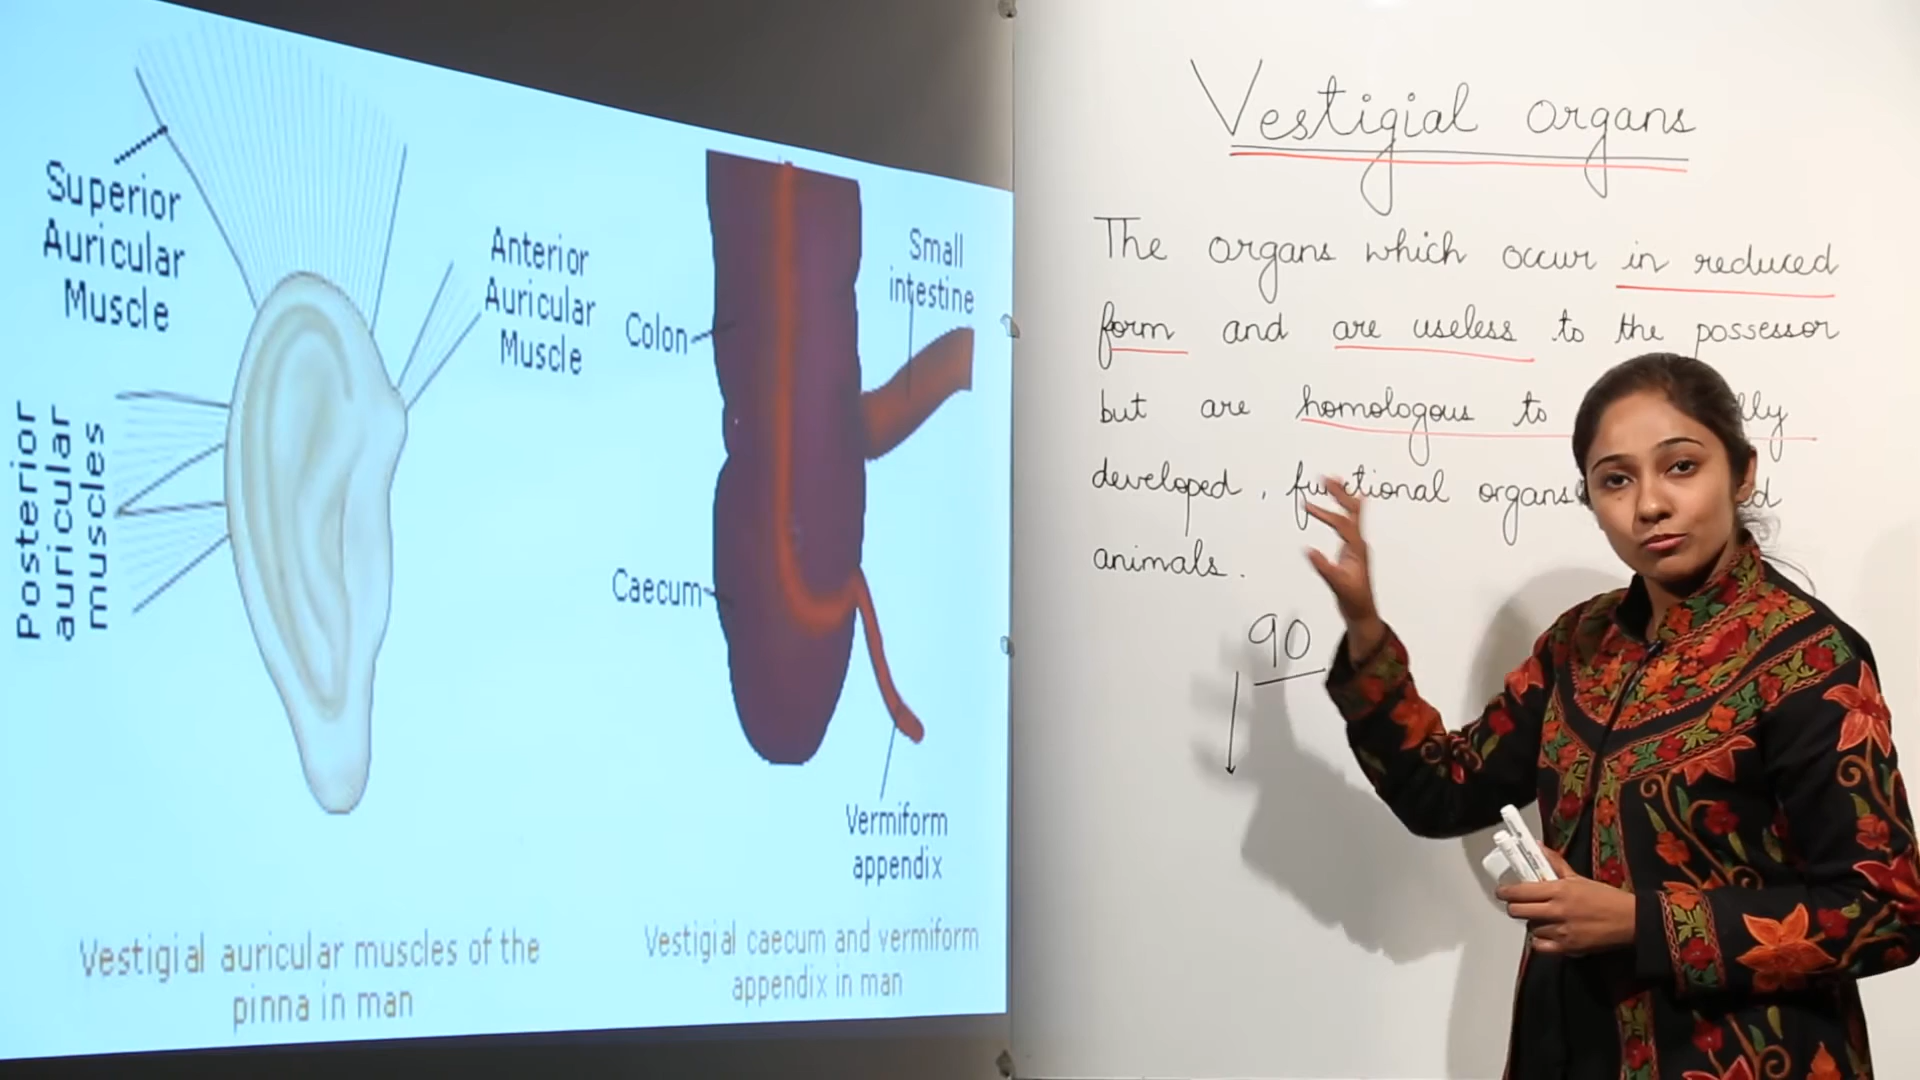 Superior
Auricular
Muscle
Anterior
Auricular
Muscle
Posterior
auricular
muscles
Vestigial auricular muscles of the
pinna in man
Small
intestine
Colon
Caecum
Vermiform
appendix
Vestigial caecum and vermiform
appendix in man
Vestigial organs
The organs which occur in reduced
form and are useless to the possessor
but are homologous to
developed, functional organs
animals.
90